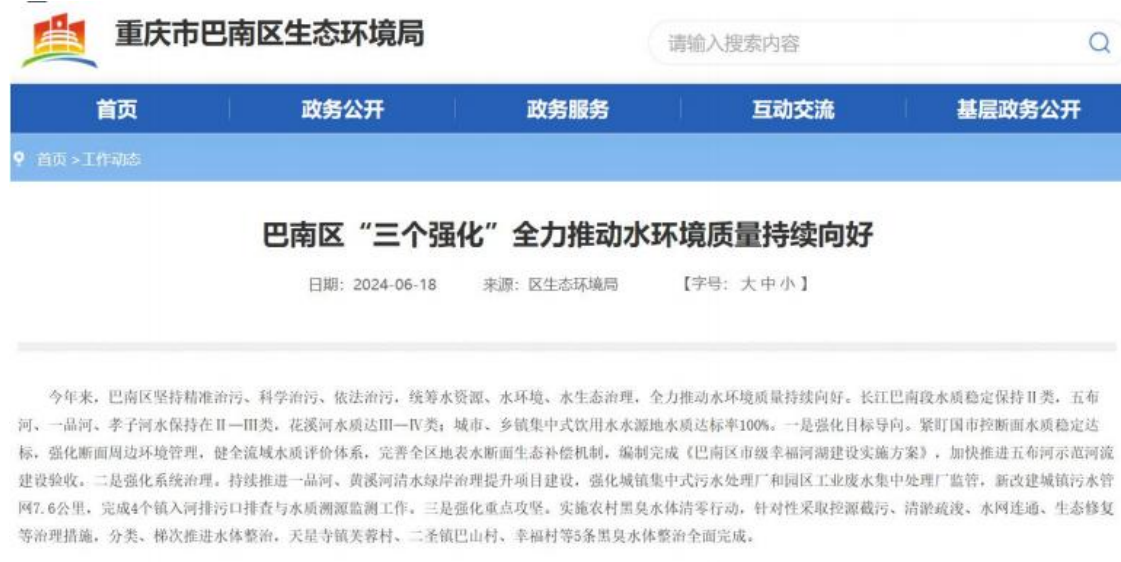 重庆市巴南区生态环境局
请输入搜索内容
首页 政务公开 政务服务 互动交流 基层政务公开
首页 >工作动态
巴南区“三个强化”全力推动水环境质量持续向好
日期：2024-06-18 来源：区生态环境局 【字号：大 中 小 】
今年来，巴南区坚持精准治污、科学治污、依法治污，统筹水资源、水环境、水生态治理，全力推动水环境质量持续向好。长江巴南段水质稳定保持Ⅱ类，五布
河、一品河、孝子河水保持在Ⅱ—III类，花溪河水质达III—Ⅳ类；城市、乡镇集中式饮用水水源地水质达标率100%。一是强化目标导向。紧盯国市控断面水质稳定达
标，强化断面周边环境管理，健全流域水质评价体系，完善全区地表水断面生态补偿机制，编制完成《巴南区市级幸福河湖建设实施方案》，加快推进五布河示范河流
建设验收。二是强化系统治理。持续推进一品河、黄溪河清水绿岸治理提升项目建设，强化城镇集中式污水处理厂和园区工业废水集中处理厂监管，新改建城镇污水管
网7.6公里，完成4个镇入河排污口排查与水质溯源监测工作。三是强化重点攻坚。实施农村黑臭水体清零行动，针对性采取控源截污、清淤疏浚、水网连通、生态修复
等治理措施，分类、梯次推进水体整治，天星寺镇芙蓉村、二圣镇巴山村、幸福村等5条黑臭水体整治全面完成。